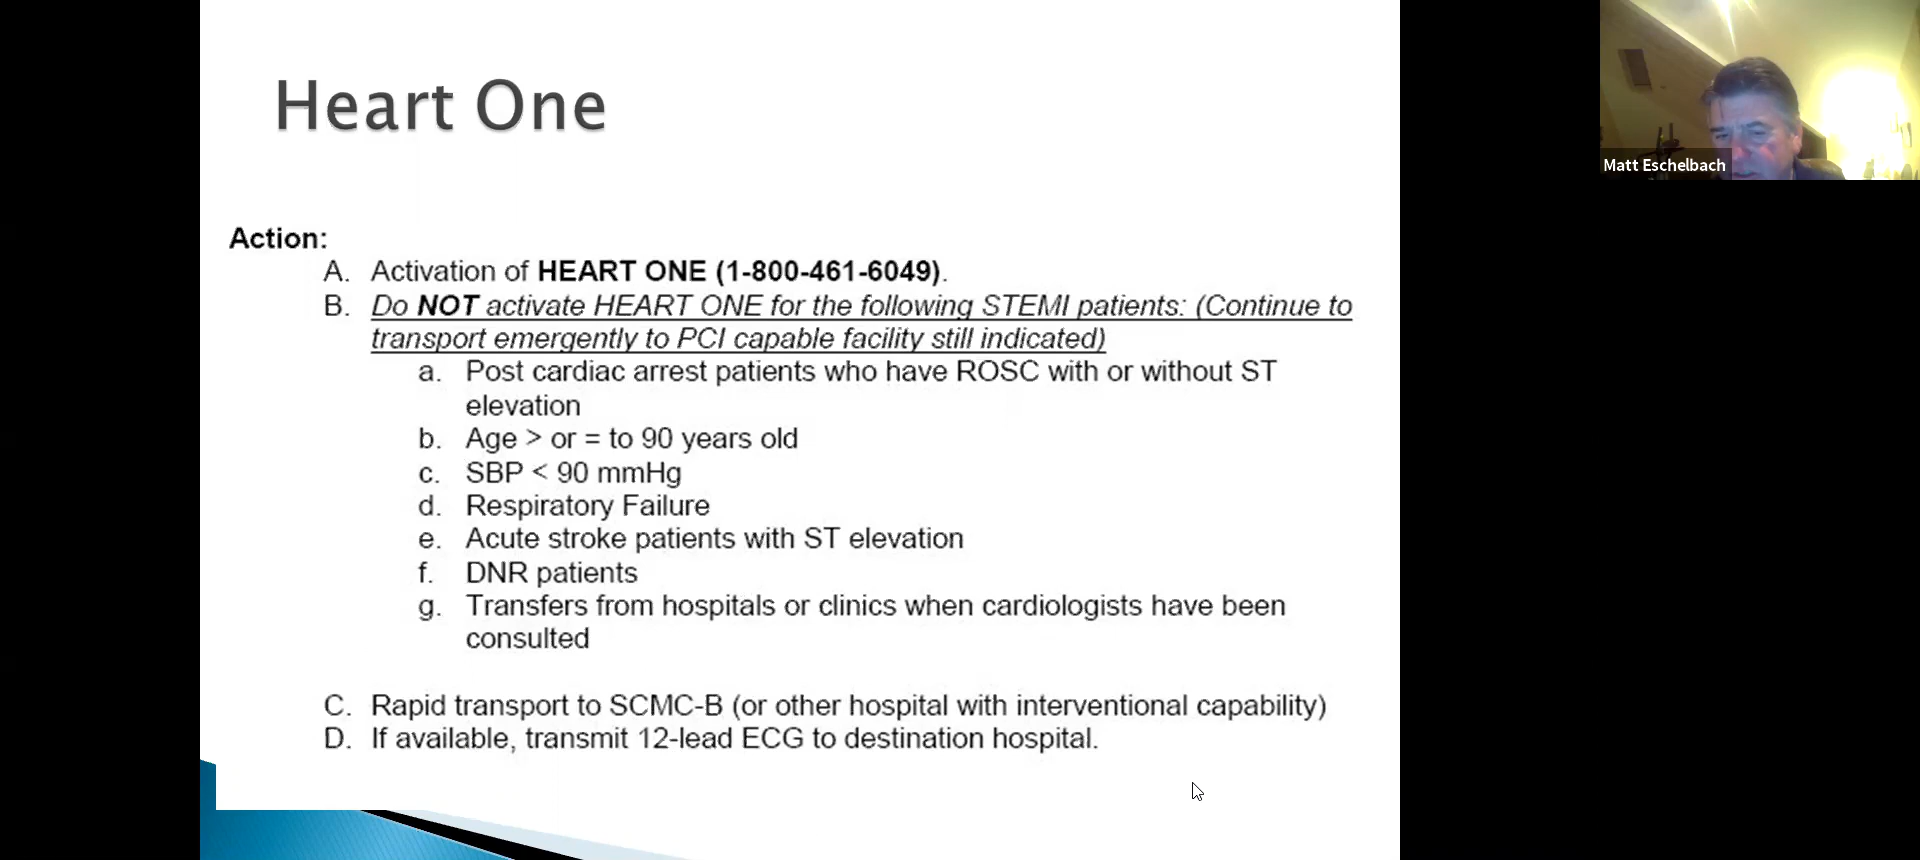 Heart One
Matt Eschelbach
Action:
A. Activation of HEART ONE (1-800-461-6049).
B. Do NOT activate HEART ONE for the following STEMI patients: (Continue to
transport emergently to PCI capable facility still indicated)
a. Post cardiac arrest patients who have ROSC with or without ST
elevation
b. Age > or = to 90 years old
c. SBP < 90 mmHg
d. Respiratory Failure
e. Acute stroke patients with ST elevation
f. DNR patients
g. Transfers from hospitals or clinics when cardiologists have been
consulted
C. Rapid transport to SCMC-B (or other hospital with interventional capability)
D. If available, transmit 12-lead ECG to destination hospital.